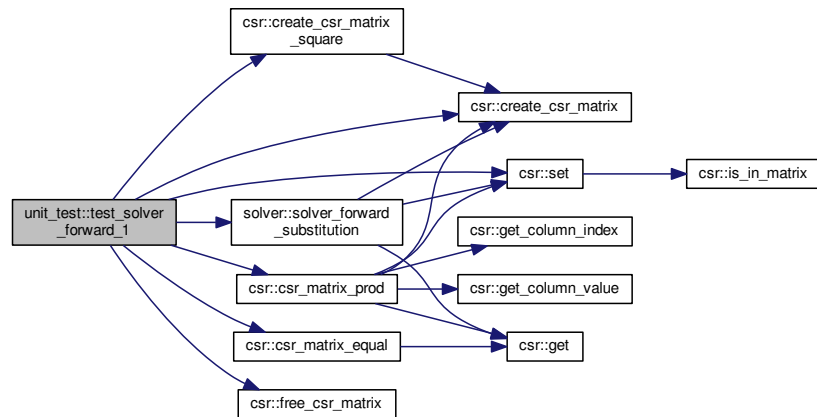 csr::create_csr_matrix
_square
csr::create_csr_matrix
csr::set
csr::is_in_matrix
unit_test::test_solver
_forward_1
solver::solver_forward
_substitution
csr::get_column_index
csr::csr_matrix_prod
csr::get_column_value
csr::csr_matrix_equal
csr::get
csr::free_csr_matrix